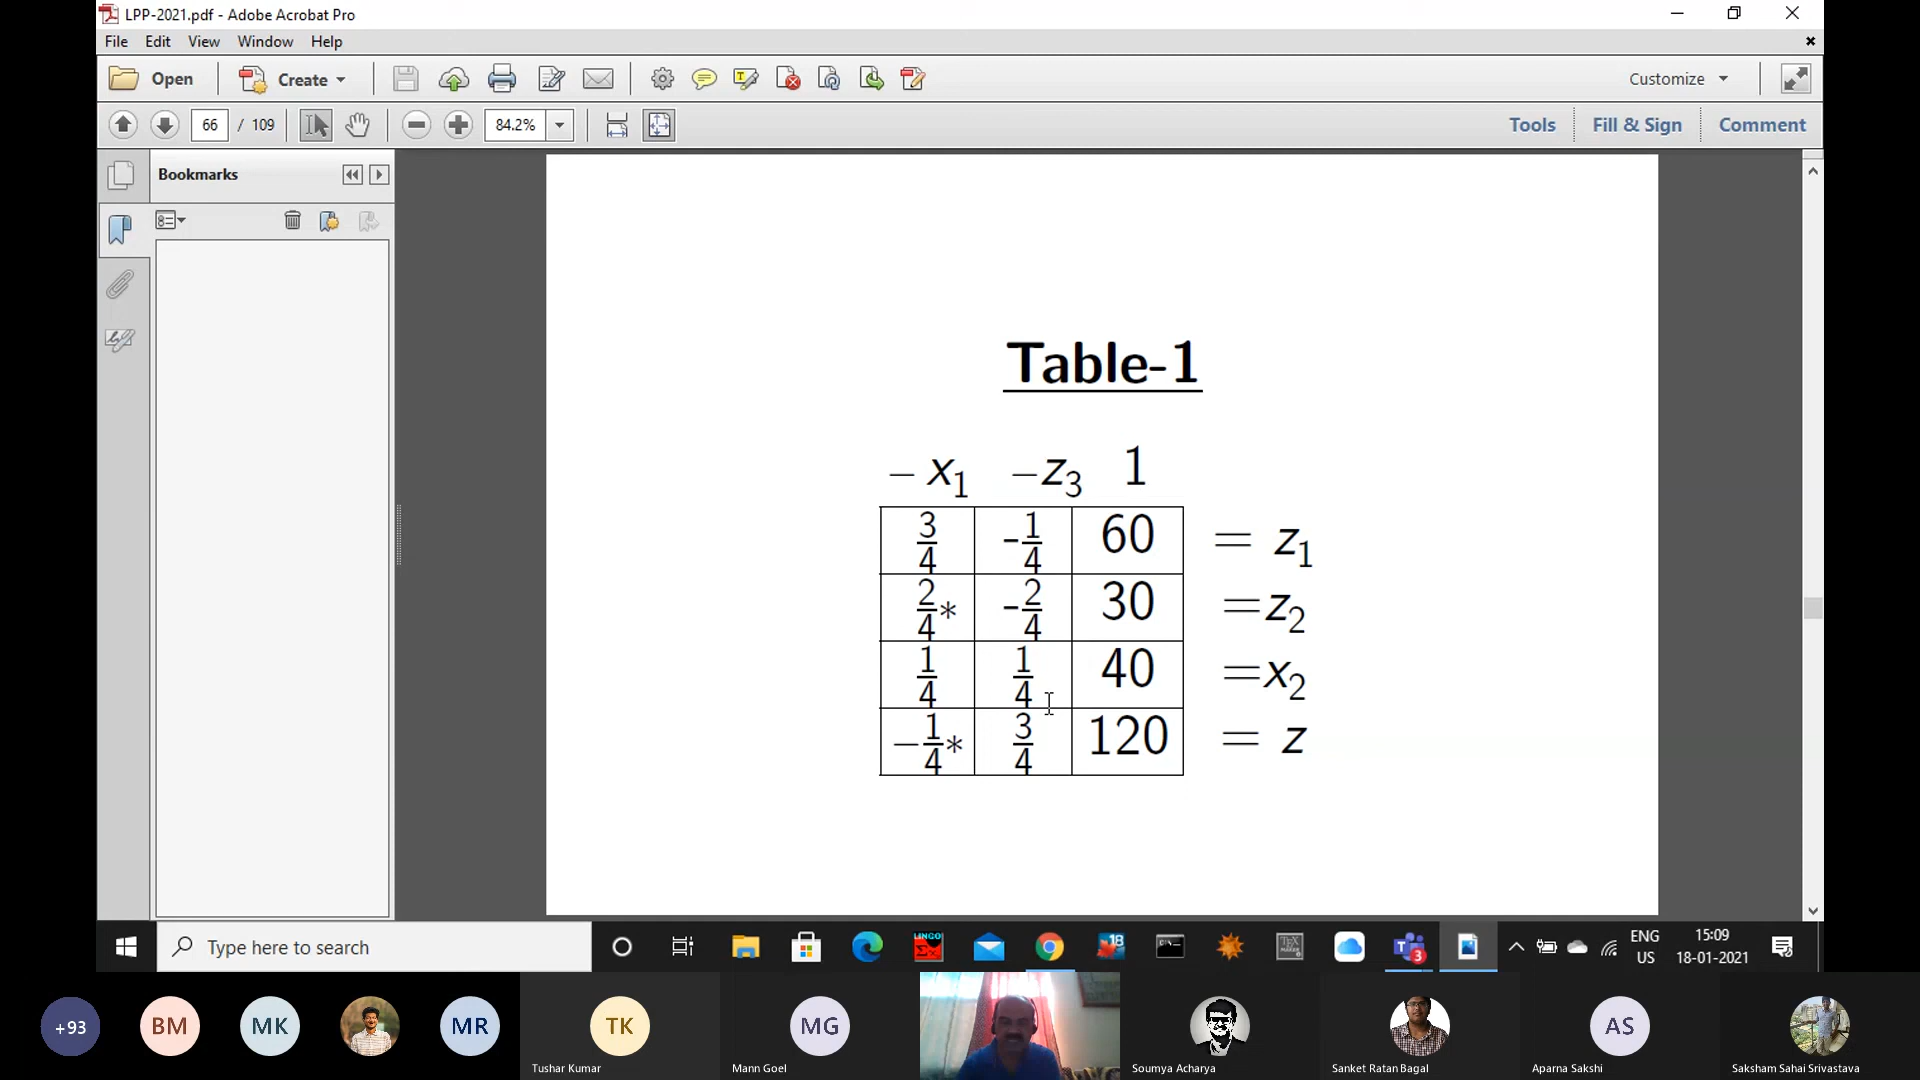 LPP-2021.pdf - Adobe Acrobat Pro
File Edit View Window Help
Open Create Customize
66 / 109 84.2% Tools Fill & Sign Comment
Bookmarks
Table-1
− x1 −z3 1
3/4 -1/4 60 = z1
2/4* -2/4 30 =z2
1/4 1/4 40 =x2
−1/4* 3/4 120 = z
Type here to search
LINGO
18
3
ENG
US
15:09
18-01-2021
+93 BM MK MR TK MG AS
Tushar Kumar Mann Goel Soumya Acharya Sanket Ratan Bagal Aparna Sakshi Saksham Sahai Srivastava